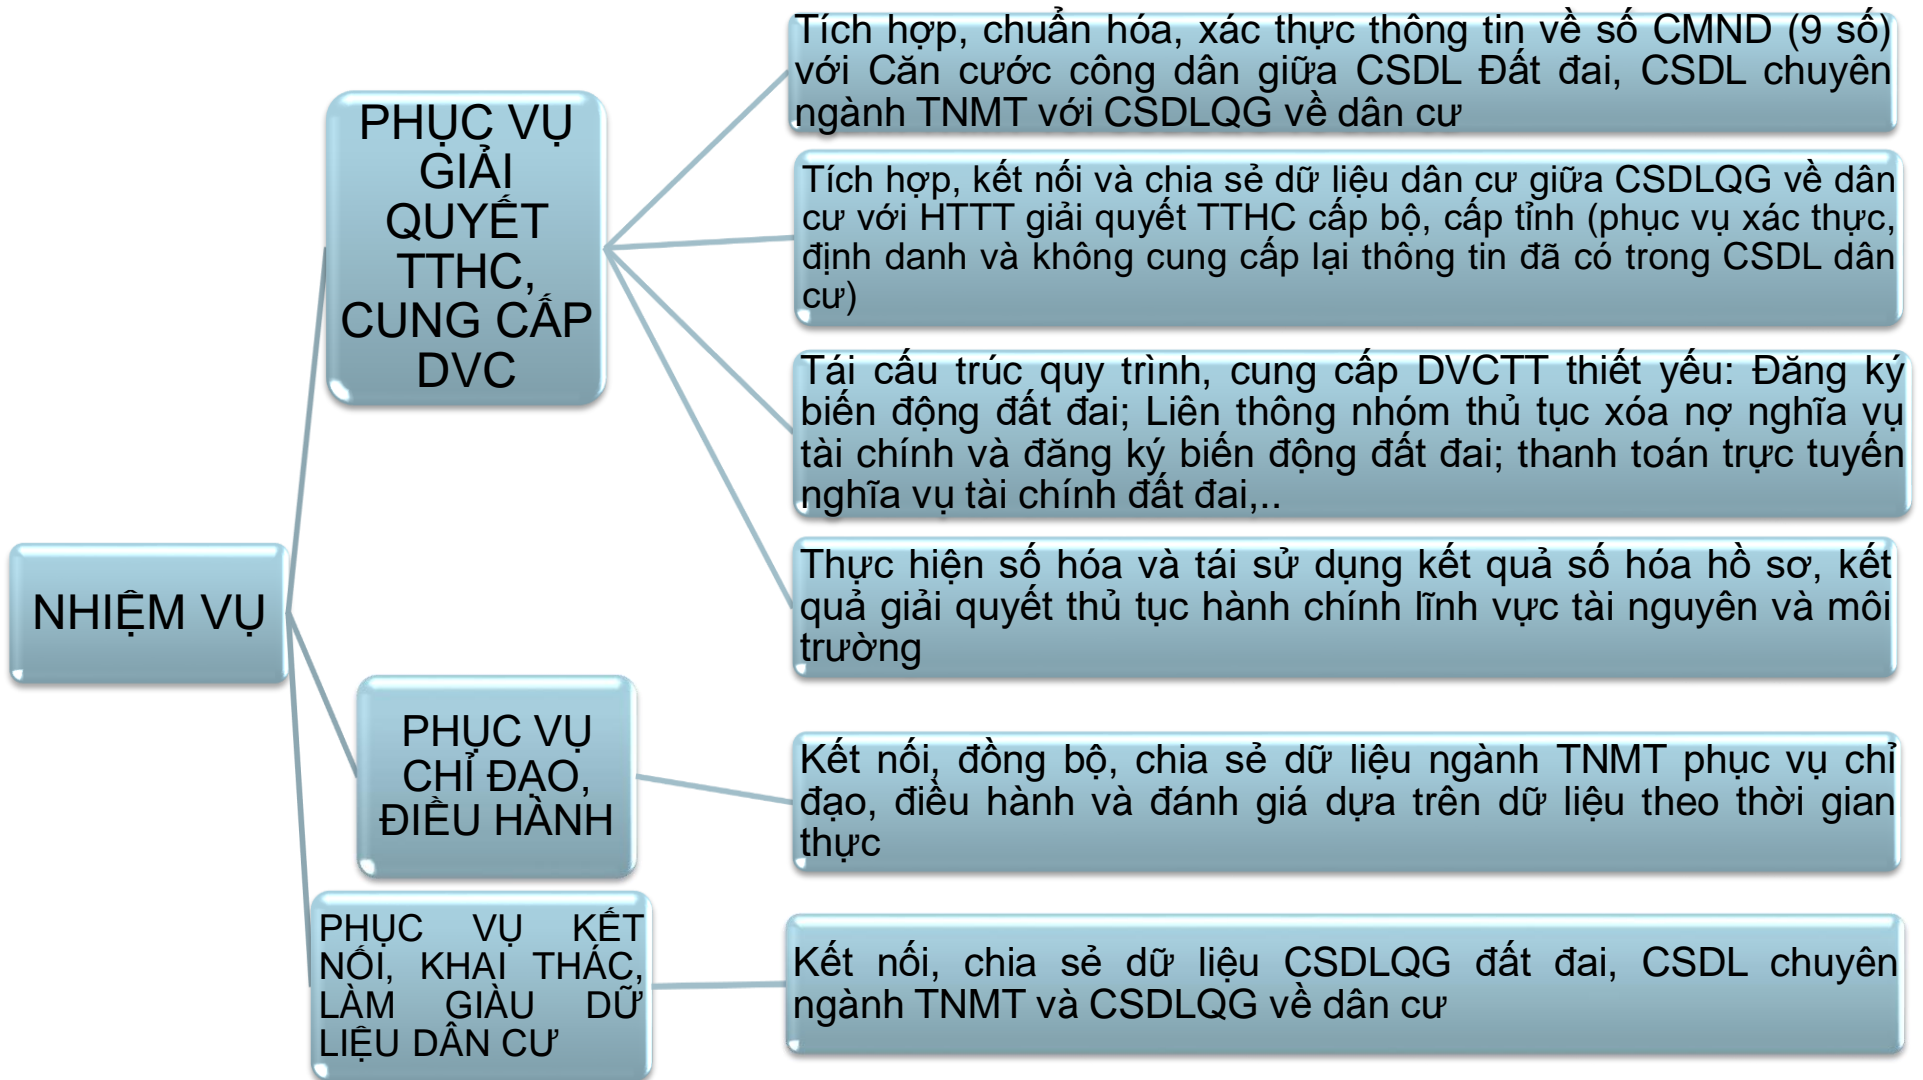 NHIỆM VỤ
PHỤC VỤ
GIẢI
QUYẾT
TTHC,
CUNG CẤP
DVC
Tích hợp, chuẩn hóa, xác thực thông tin về số CMND (9 số)
với Căn cước công dân giữa CSDL Đất đai, CSDL chuyên
ngành TNMT với CSDLQG về dân cư
Tích hợp, kết nối và chia sẻ dữ liệu dân cư giữa CSDLQG về dân
cư với HTTT giải quyết TTHC cấp bộ, cấp tỉnh (phục vụ xác thực,
định danh và không cung cấp lại thông tin đã có trong CSDL dân
cư)
Tái cấu trúc quy trình, cung cấp DVCTT thiết yếu: Đăng ký
biến động đất đai; Liên thông nhóm thủ tục xóa nợ nghĩa vụ
tài chính và đăng ký biến động đất đai; thanh toán trực tuyến
nghĩa vụ tài chính đất đai,..
Thực hiện số hóa và tái sử dụng kết quả số hóa hồ sơ, kết
quả giải quyết thủ tục hành chính lĩnh vực tài nguyên và môi
trường
PHỤC VỤ
CHỈ ĐẠO,
ĐIỀU HÀNH
Kết nối, đồng bộ, chia sẻ dữ liệu ngành TNMT phục vụ chỉ
đạo, điều hành và đánh giá dựa trên dữ liệu theo thời gian
thực
PHỤC VỤ KẾT
NỐI, KHAI THÁC,
LÀM GIÀU DỮ
LIỆU DÂN CƯ
Kết nối, chia sẻ dữ liệu CSDLQG đất đai, CSDL chuyên
ngành TNMT và CSDLQG về dân cư